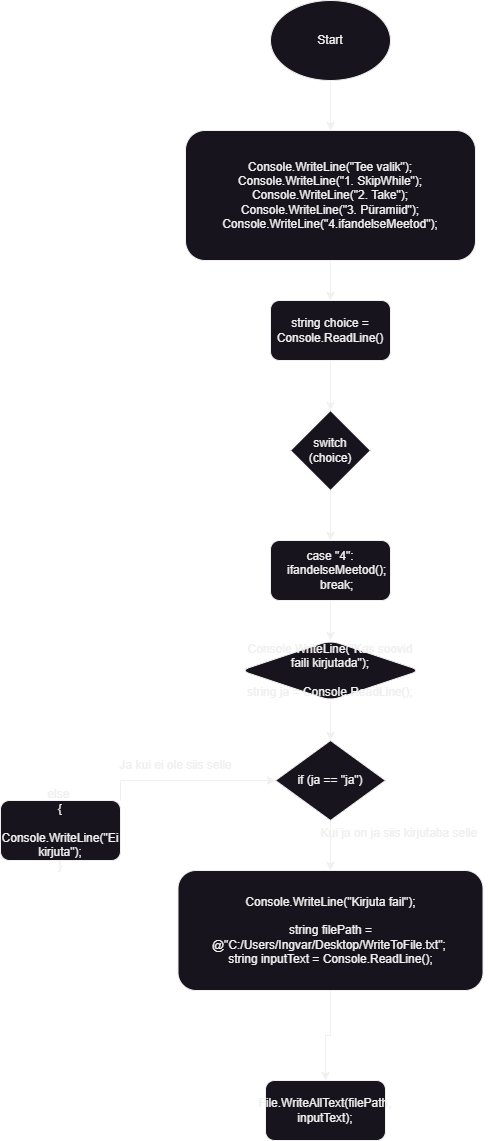 Start
Console.WriteLine("Tee valik");
Console.WriteLine("1. SkipWhile");
Console.WriteLine("2. Take");
Console.WriteLine("3. Püramiid");
Console.WriteLine("4.ifandelseMeetod");
string choice =
Console.ReadLine()
switch
(choice)
case "4":
ifandelseMeetod();
break;
Console.WriteLine("Kas soovid
faili kirjutada");
string ja = Console.ReadLine();
if (ja == "ja")
Ja kui ei ole siis selle
else
{
Console.WriteLine("Ei
kirjuta");
}
Kui ja on ja siis kirjutaha selle
Console.WriteLine("Kirjuta fail");
string filePath =
@"C:/Users/Ingvar/Desktop/WriteToFile.txt";
string inputText = Console.ReadLine();
File.WriteAllText(filePath,
inputText);